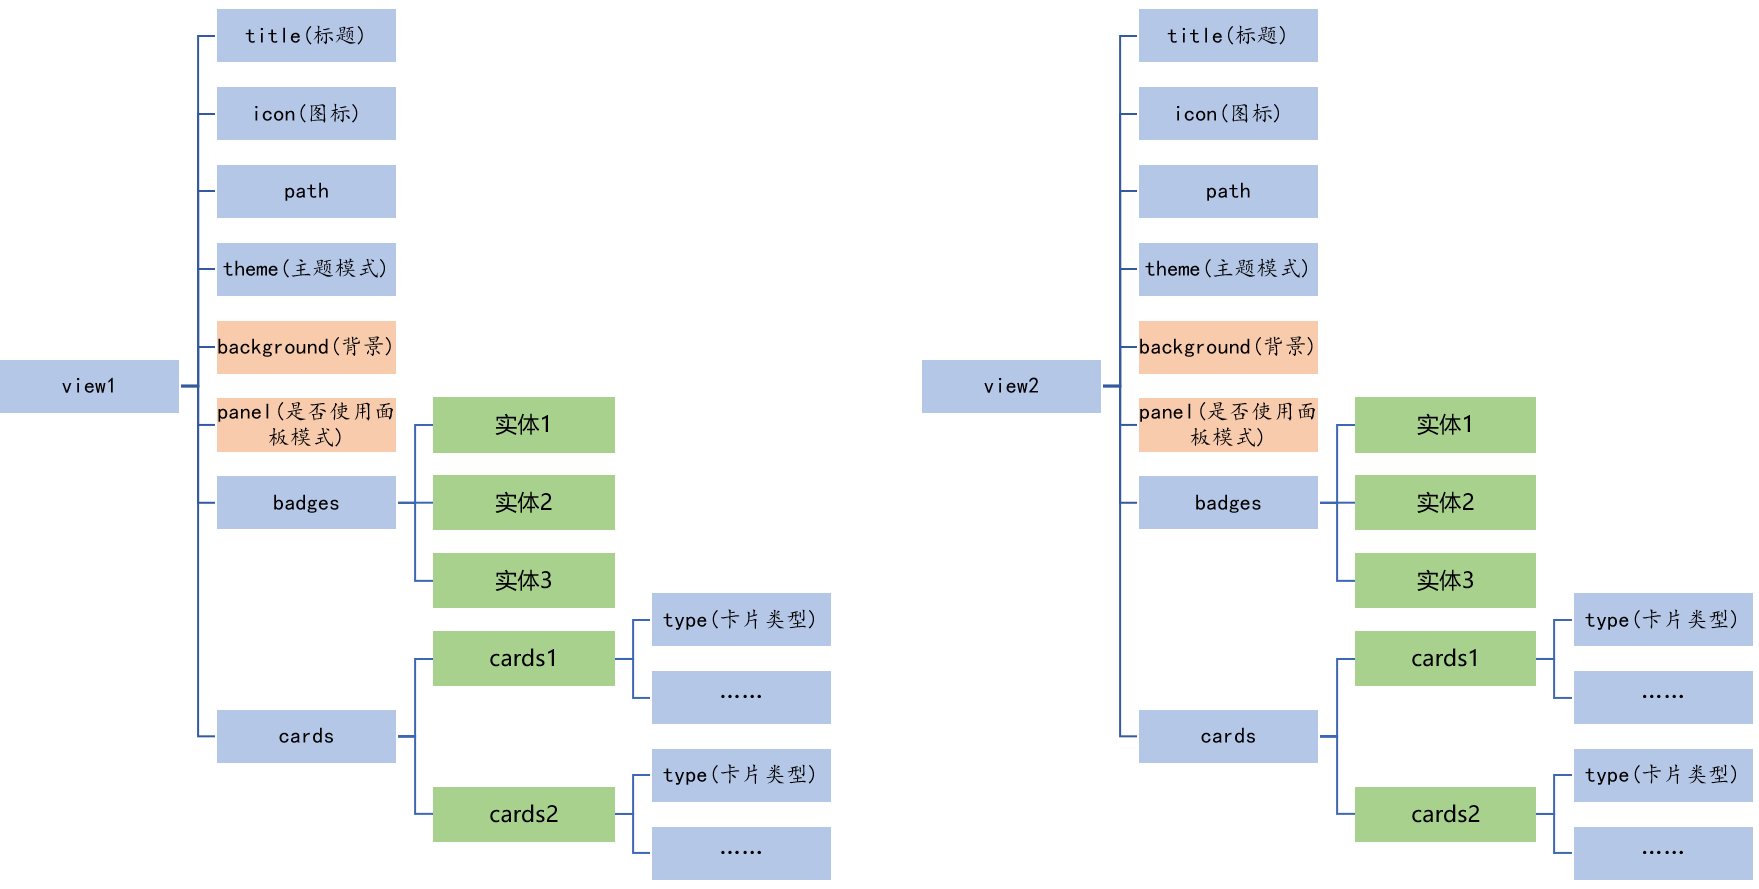 title(标题)
icon(图标)
path
theme(主题模式)
background(背景)
view1
panel(是否使用面
板模式)
实体1
badges
实体2
实体3
type(卡片类型)
cards1
……
cards
type(卡片类型)
cards2
……
title(标题)
icon(图标)
path
theme(主题模式)
background(背景)
view2
panel(是否使用面
板模式)
实体1
badges
实体2
实体3
type(卡片类型)
cards1
……
cards
type(卡片类型)
cards2
……